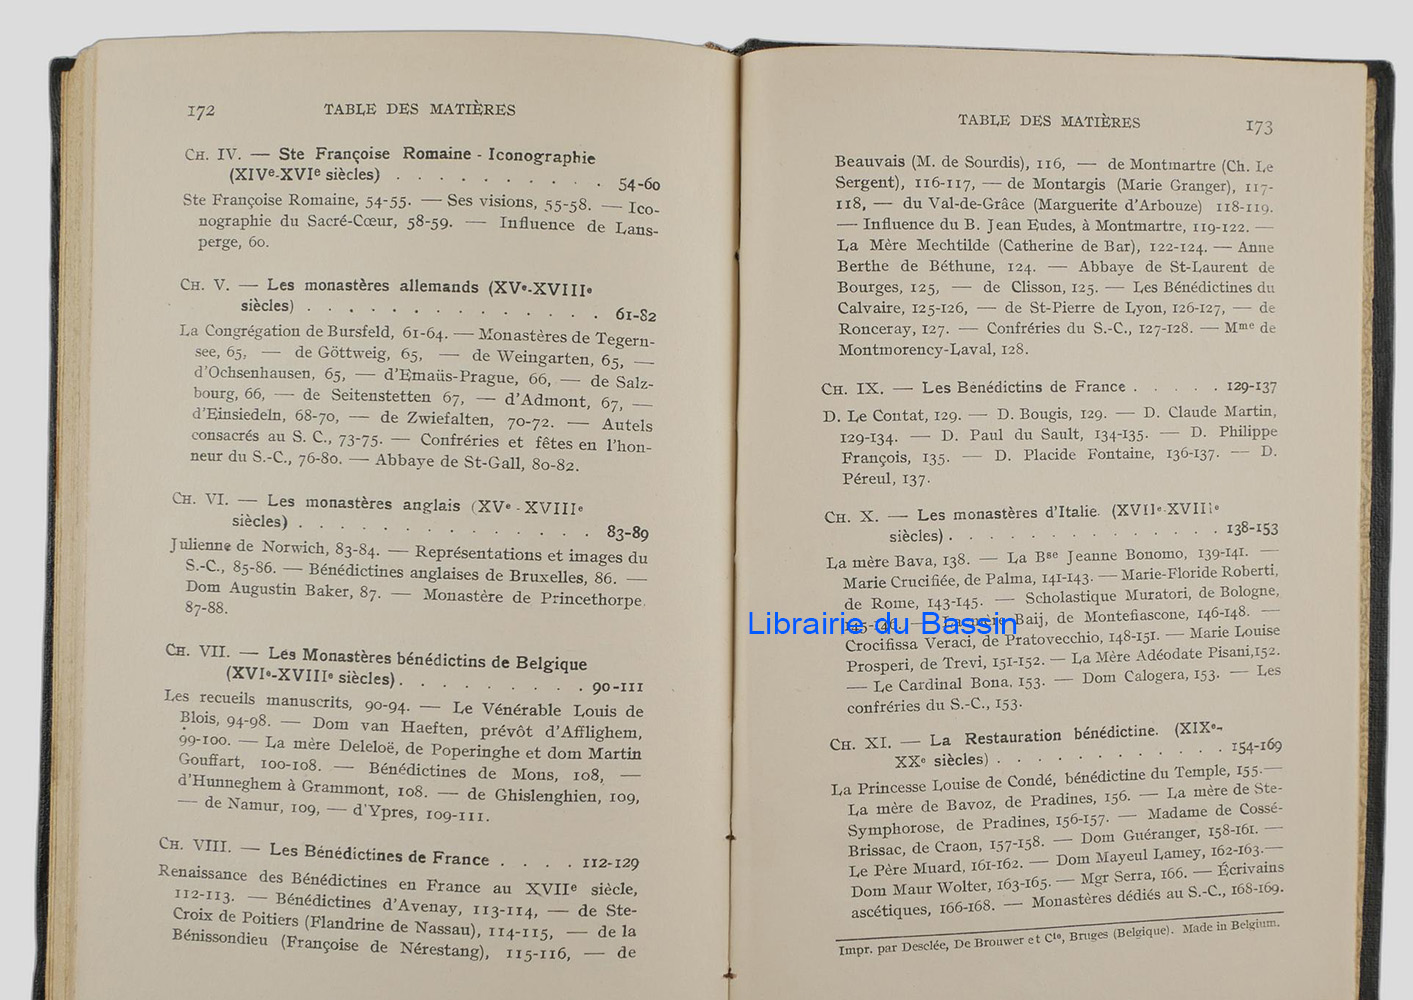 172 TABLE DES MATIÈRES
CH. IV. — Ste Françoise Romaine - Iconographie
(XIVe-XVIe siècles) . . . . . . . . . . 54-60
Ste Françoise Romaine, 54-55. — Ses visions, 55-58. — Ico-
nographie du Sacré-Cœur, 58-59. — Influence de Lans-
perge, 60.
CH. V. — Les monastères allemands (XVe-XVIIIe
siècles) . . . . . . . . . . . . . . 61-82
La Congrégation de Bursfeld, 61-64. — Monastères de Tegern-
see, 65, — de Göttweig, 65, — de Weingarten, 65, —
d'Ochsenhausen, 65, — d'Emaüs-Prague, 66, — de Salz-
bourg, 66, — de Seitenstetten 67, — d'Admont, 67, —
d'Einsiedeln, 68-70, — de Zwiefalten, 70-72. — Autels
consacrés au S. C., 73-75. — Confréries et fêtes en l'hon-
neur du S.-C., 76-80. — Abbaye de St-Gall, 80-82.
CH. VI. — Les monastères anglais (XVe - XVIIIe
siècles) . . . . . . . . . . . . . . 83-89
Julienne de Norwich, 83-84. — Représentations et images du
S.-C., 85-86. — Bénédictines anglaises de Bruxelles, 86. —
Dom Augustin Baker, 87. — Monastère de Princethorpe,
87-88.
CH. VII. — Les Monastères bénédictins de Belgique
(XVIe-XVIIIe siècles) . . . . . . . . . 90-111
Les recueils manuscrits, 90-94. — Le Vénérable Louis de
Blois, 94-98. — Dom van Haeften, prévôt d'Afflighem,
99-100. — La mère Deleloë, de Poperinghe et dom Martin
Gouffart, 100-108. — Bénédictines de Mons, 108, —
d'Hunneghem à Grammont, 108. — de Ghislenghien, 109,
— de Namur, 109, — d'Ypres, 109-111.
CH. VIII. — Les Bénédictines de France . . . . 112-129
Renaissance des Bénédictines en France au XVIIe siècle,
112-113. — Bénédictines d'Avenay, 113-114, — de Ste-
Croix de Poitiers (Flandrine de Nassau), 114-115, — de la
Bénissondieu (Françoise de Nérestang), 115-116, — de
TABLE DES MATIÈRES 173
Beauvais (M. de Sourdis), 116, — de Montmartre (Ch. Le
Sergent), 116-117, — de Montargis (Marie Granger), 117-
118, — du Val-de-Grâce (Marguerite d'Arbouze) 118-119.
— Influence du B. Jean Eudes, à Montmartre, 119-122. —
La Mère Mechtilde (Catherine de Bar), 122-124. — Anne
Berthe de Béthune, 124. — Abbaye de St-Laurent de
Bourges, 125, — de Clisson, 125. — Les Bénédictines du
Calvaire, 125-126, — de St-Pierre de Lyon, 126-127, — de
Ronceray, 127. — Confréries du S.-C., 127-128. — Mme de
Montmorency-Laval, 128.
CH. IX. — Les Bénédictins de France . . . . . 129-137
D. Le Contat, 129. — D. Bougis, 129. — D. Claude Martin,
129-134. — D. Paul du Sault, 134-135. — D. Philippe
François, 135. — D. Placide Fontaine, 136-137. — D.
Péreul, 137.
CH. X. — Les monastères d'Italie. (XVIIe-XVIIIe
siècles) . . . . . . . . . . . . . . 138-153
La mère Bava, 138. — La Bse Jeanne Bonomo, 139-141. —
Marie Crucifiée, de Palma, 141-143. — Marie-Floride Roberti,
de Rome, 143-145. — Scholastique Muratori, de Bologne,
145-146. — La mère Baij, de Montefiascone, 146-148. —
Librairie du Bassin
Crocifissa Veraci, de Pratovecchio, 148-151. — Marie Louise
Prosperi, de Trevi, 151-152. — La Mère Adéodate Pisani, 152.
— Le Cardinal Bona, 153. — Dom Calogera, 153. — Les
confréries du S.-C., 153.
CH. XI. — La Restauration bénédictine. (XIXe-
XXe siècles) . . . . . . . . . . . . 154-169
La Princesse Louise de Condé, bénédictine du Temple, 155. —
La mère de Bavoz, de Pradines, 156. — La mère de Ste-
Symphorose, de Pradines, 156-157. — Madame de Cossé-
Brissac, de Craon, 157-158. — Dom Guéranger, 158-161. —
Le Père Muard, 161-162. — Dom Mayeul Lamey, 162-163. —
Dom Maur Wolter, 163-165. — Mgr Serra, 166. — Écrivains
ascétiques, 166-168. — Monastères dédiés au S.-C., 168-169.
Impr. par Desclée, De Brouwer et Cie, Bruges (Belgique). Made in Belgium.